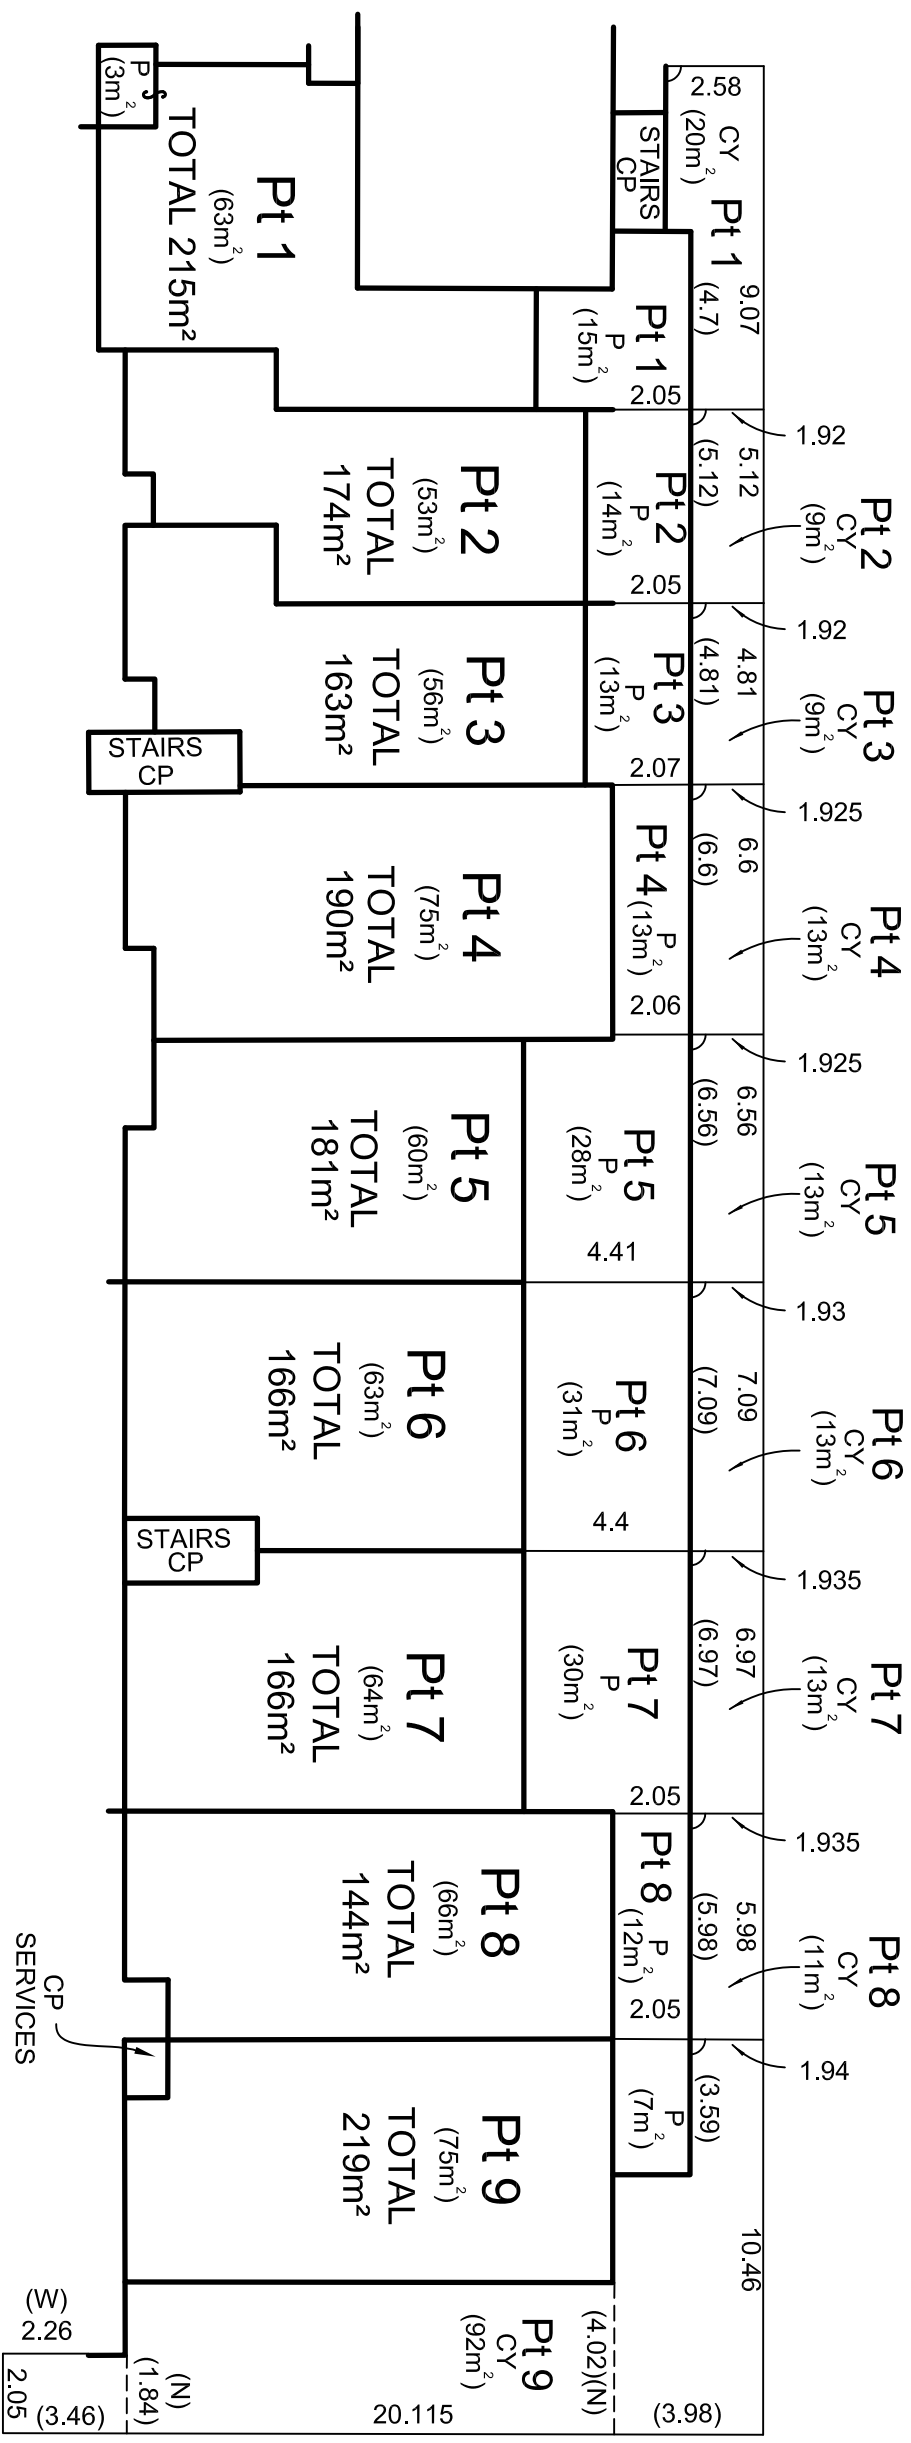 2.58
CY
(20m²)
Pt 1
9.07
(4.7)
STAIRS
CP
P
(3m²)
S
Pt 1
(63m²)
TOTAL 215m²
Pt 1
P
(15m²)
2.05
1.92
5.12
(5.12)
Pt 2
CY
(9m²)
Pt 2
P
(14m²)
2.05
Pt 2
(53m²)
TOTAL
174m²
1.92
4.81
(4.81)
Pt 3
CY
(9m²)
Pt 3
P
(13m²)
2.07
Pt 3
(56m²)
TOTAL
163m²
STAIRS
CP
1.925
6.6
(6.6)
Pt 4
CY
(13m²)
Pt 4
P
(13m²)
2.06
Pt 4
(75m²)
TOTAL
190m²
1.925
6.56
(6.56)
Pt 5
CY
(13m²)
Pt 5
P
(28m²)
4.41
Pt 5
(60m²)
TOTAL
181m²
1.93
7.09
(7.09)
Pt 6
CY
(13m²)
Pt 6
P
(31m²)
4.4
Pt 6
(63m²)
TOTAL
166m²
STAIRS
CP
1.935
6.97
(6.97)
Pt 7
CY
(13m²)
Pt 7
P
(30m²)
2.05
Pt 7
(64m²)
TOTAL
166m²
1.935
5.98
(5.98)
Pt 8
CY
(11m²)
Pt 8
P
(12m²)
2.05
Pt 8
(66m²)
TOTAL
144m²
CP
SERVICES
1.94
(3.59)
10.46
P
(7m²)
Pt 9
(75m²)
TOTAL
219m²
Pt 9
CY
(92m²)
(4.02)(N)
(3.98)
20.115
(N)
(1.84)
(W)
2.26
(3.46)
2.05